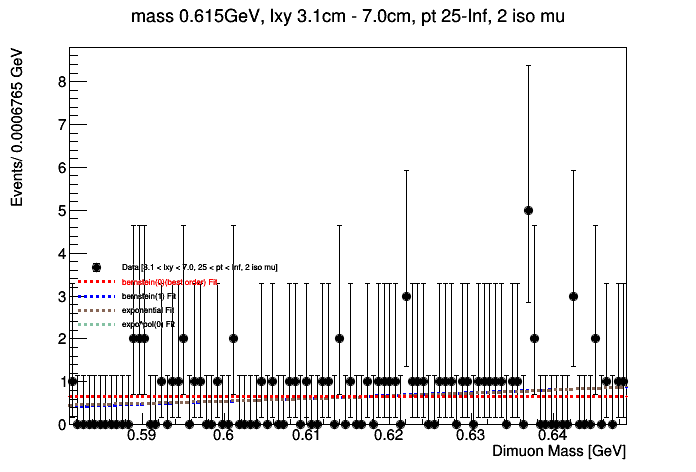 mass 0.615GeV, lxy 3.1cm - 7.0cm, pt 25-Inf, 2 iso mu
Events/ 0.0006765 GeV
8
7
6
5
4
3
2
1
0
Data [3.1 < lxy < 7.0, 25 < pt < Inf, 2 iso mu]
bernstein(0)(best order) Fit
bernstein(1) Fit
exponential Fit
expo*pol(0) Fit
0.59 0.6 0.61 0.62 0.63 0.64
Dimuon Mass [GeV]